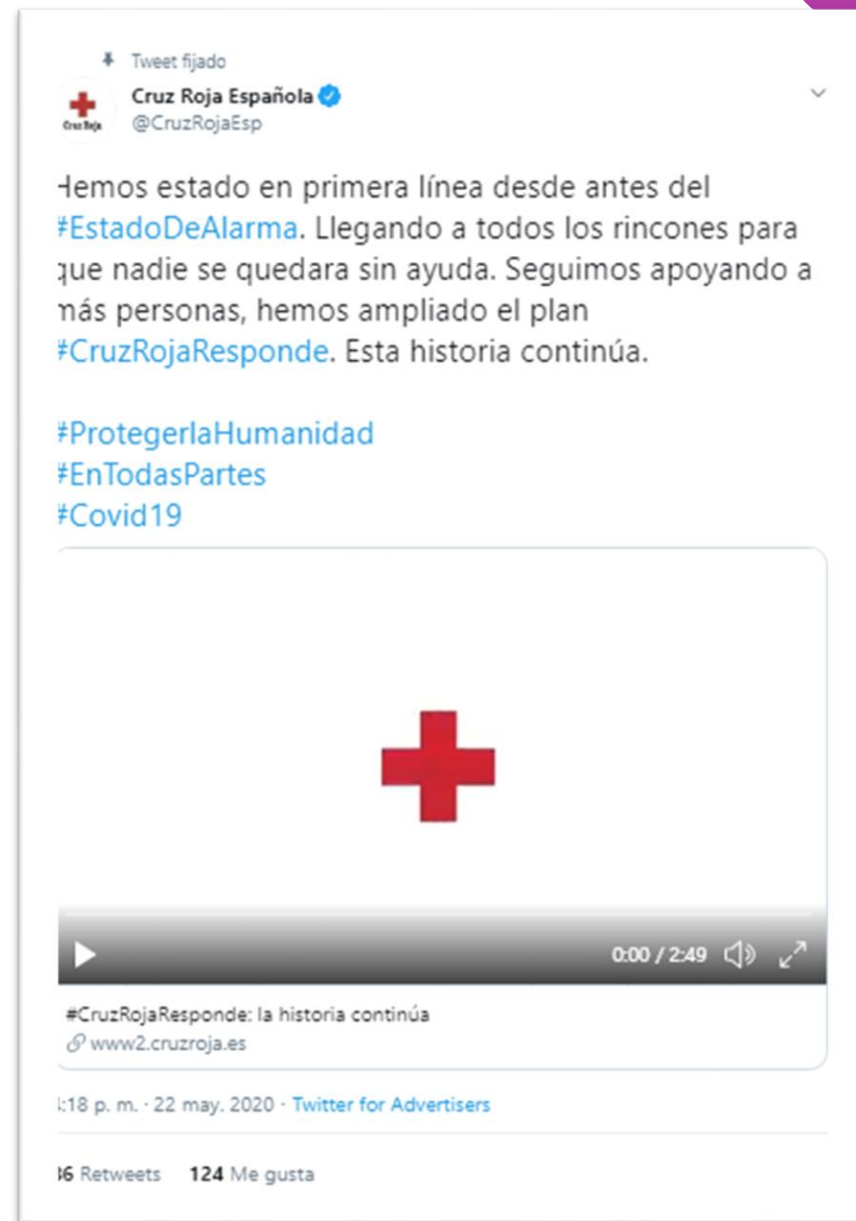 Tweet fijado
Cruz Roja Española
Cruz Roja
@CruzRojaEsp
Hemos estado en primera línea desde antes del
#EstadoDeAlarma. Llegando a todos los rincones para
que nadie se quedara sin ayuda. Seguimos apoyando a
más personas, hemos ampliado el plan
#CruzRojaResponde. Esta historia continúa.
#ProtegerlaHumanidad
#EnTodasPartes
#Covid19
0:00 / 2:49
#CruzRojaResponde: la historia continúa
www2.cruzroja.es
:18 p. m. · 22 may. 2020 · Twitter for Advertisers
36 Retweets 124 Me gusta